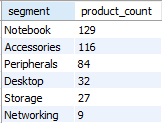 segment product_count
Notebook 129
Accessories 116
Peripherals 84
Desktop 32
Storage 27
Networking 9